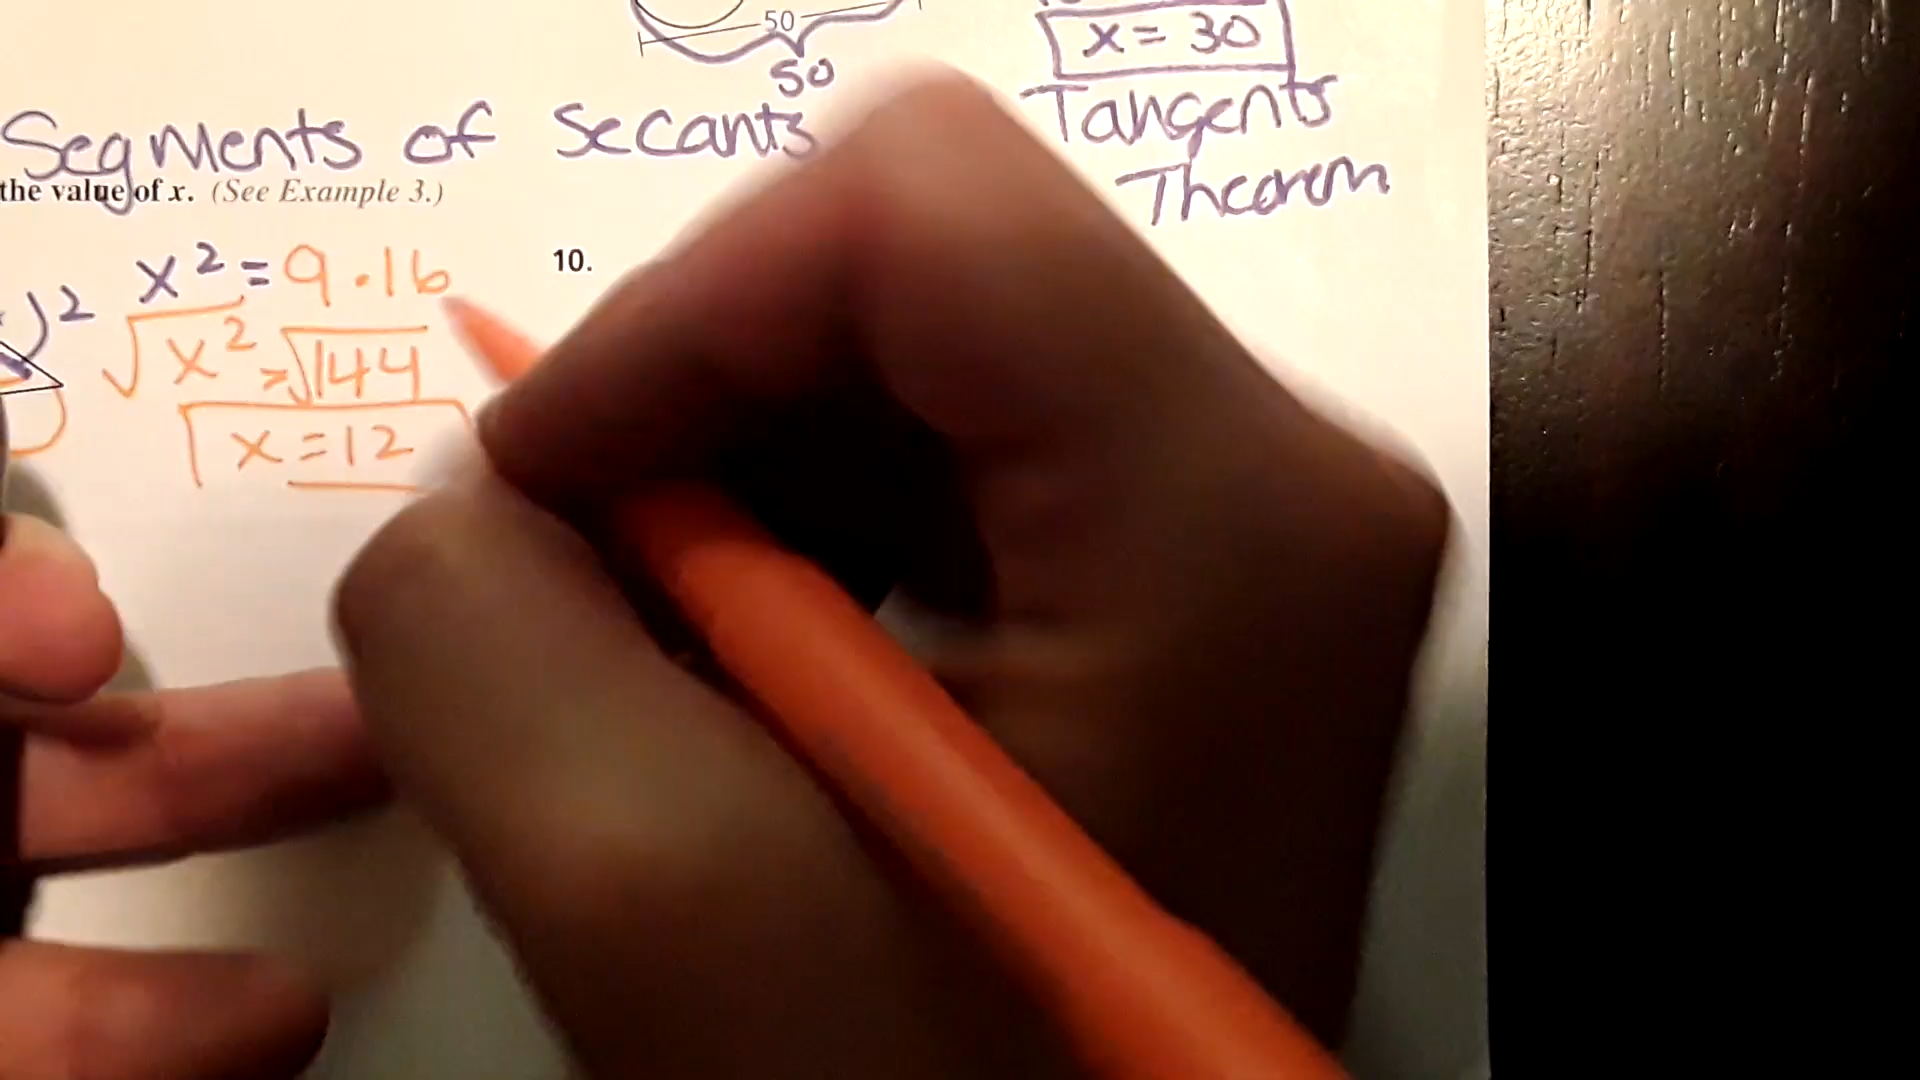 50
x = 30
50
Segments of Secants
Tangents
Theorem
the value of x. (See Example 3.)
x² = 9·16
10.
)²
√x² = √144
x = 12